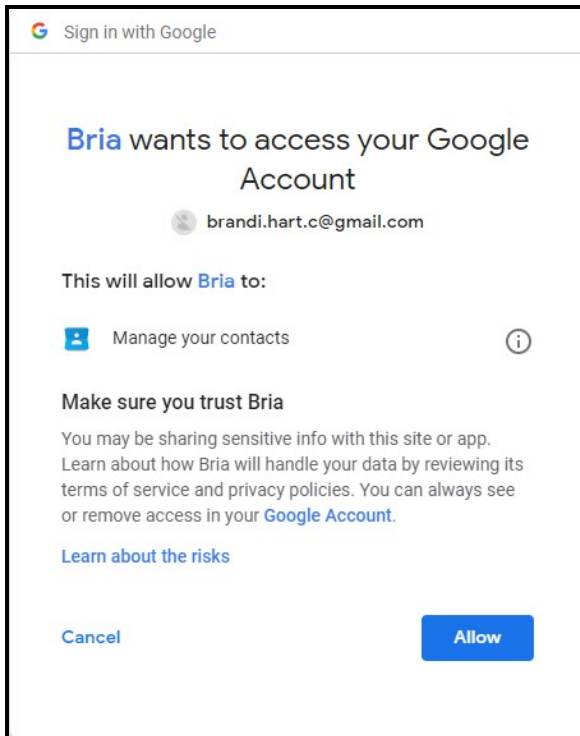 Sign in with Google
Bria wants to access your Google
Account
brandi.hart.c@gmail.com
This will allow Bria to:
Manage your contacts
Make sure you trust Bria
You may be sharing sensitive info with this site or app.
Learn about how Bria will handle your data by reviewing its
terms of service and privacy policies. You can always see
or remove access in your Google Account.
Learn about the risks
Cancel
Allow